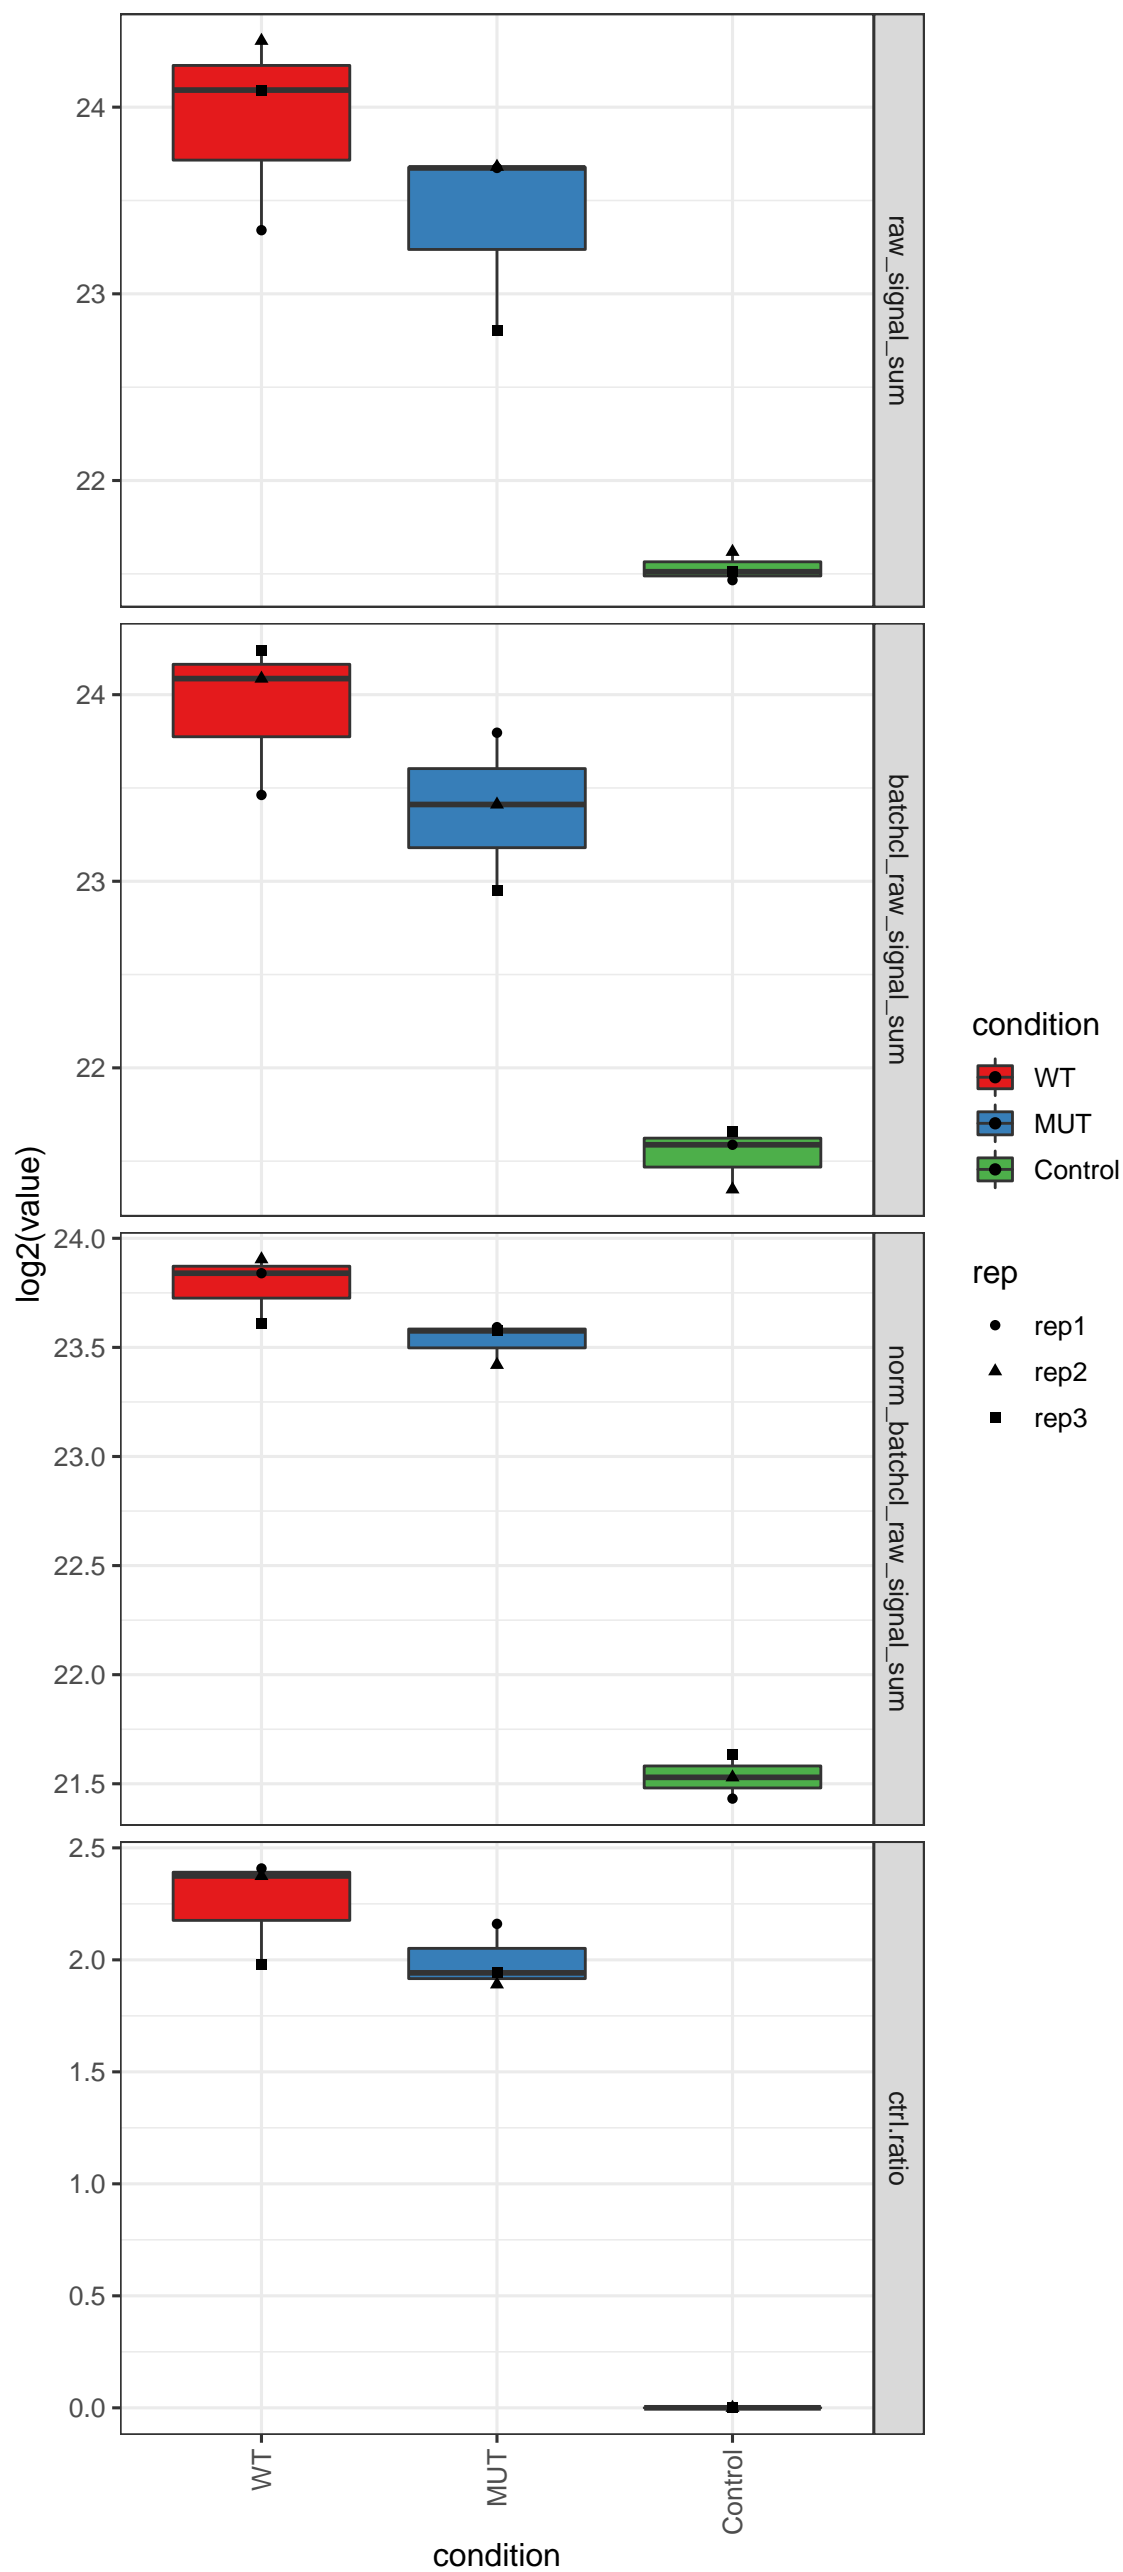 24
23
22
raw_signal_sum
24
23
22
batchcl_raw_signal_sum
24.0
23.5
23.0
22.5
22.0
21.5
norm_batchcl_raw_signal_sum
2.5
2.0
1.5
1.0
0.5
0.0
ctrl.ratio
log2(value)
WT
MUT
Control
condition
condition
WT
MUT
Control
rep
rep1
rep2
rep3